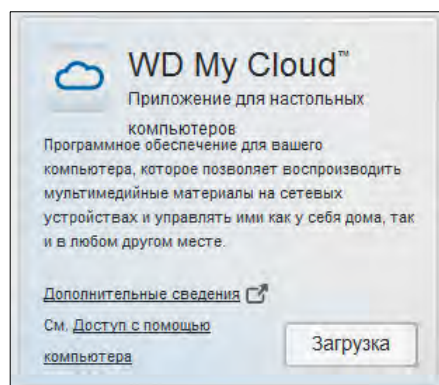 WD My Cloud™
Приложение для настольных
компьютеров
Программное обеспечение для вашего
компьютера, которое позволяет воспроизводить
мультимедийные материалы на сетевых
устройствах и управлять ими как у себя дома, так
и в любом другом месте.
Дополнительные сведения
См. Доступ с помощью
компьютера
Загрузка